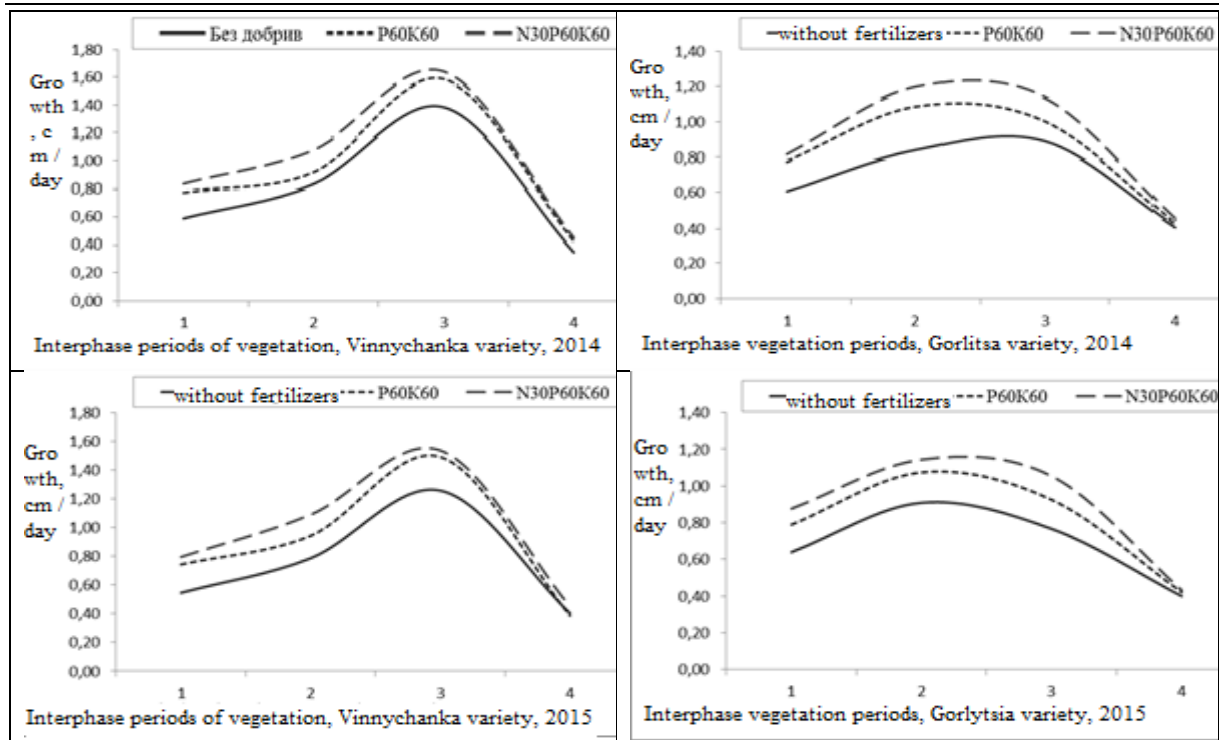 Без добрив P60K60 N30P60K60
1,80
1,60
1,40
1,20
1,00
0,80
0,60
0,40
0,20
0,00
Gro
wth
, c
m /
day
1 2 3 4
Interphase periods of vegetation, Vinnychanka variety, 2014
without fertilizers P60K60 N30P60K60
1,40
1,20
1,00
0,80
0,60
0,40
0,20
0,00
Gro
wth,
cm /
day
1 2 3 4
Interphase vegetation periods, Gorlitsa variety, 2014
without fertilizers P60K60 N30P60K60
1,80
1,60
1,40
1,20
1,00
0,80
0,60
0,40
0,20
0,00
Gro
wth,
cm /
day
1 2 3 4
Interphase periods of vegetation, Vinnychanka variety, 2015
without fertilizers P60K60 N30P60K60
1,40
1,20
1,00
0,80
0,60
0,40
0,20
0,00
Gro
wth,
cm /
day
1 2 3 4
Interphase vegetation periods, Gorlytsia variety, 2015